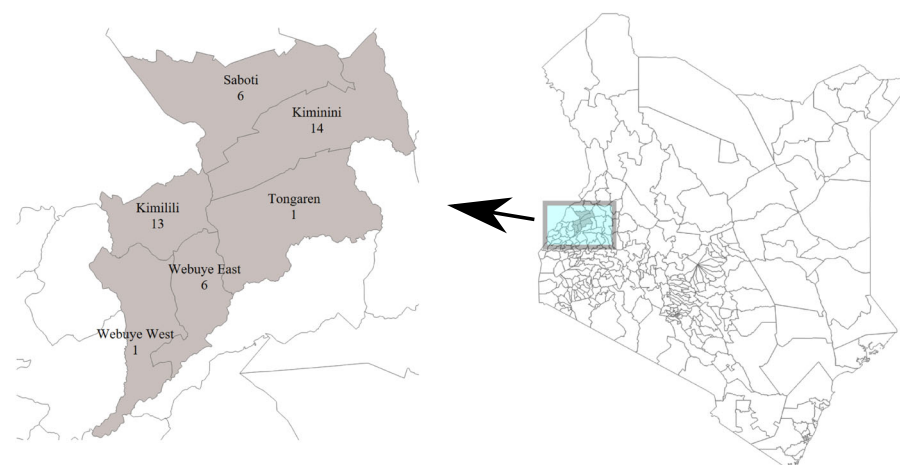 Saboti
6
Kiminini
14
Kimilili
13
Tongaren
1
Webuye East
6
Webuye West
1